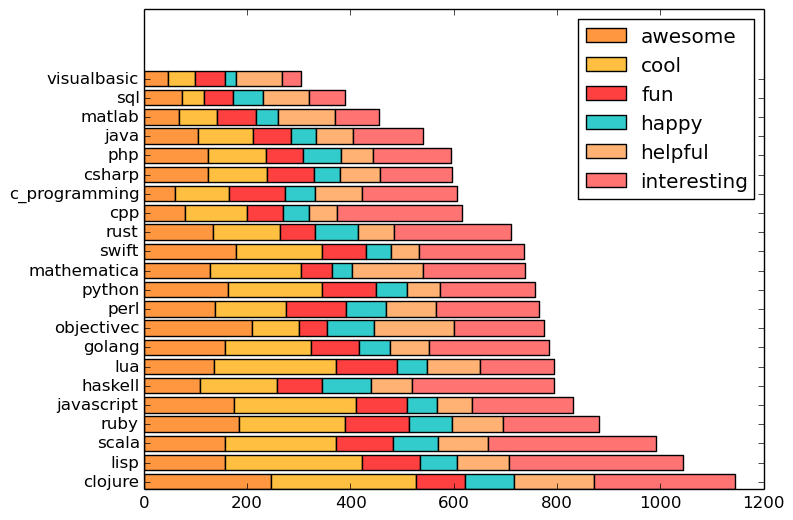 awesome
cool
fun
happy
helpful
interesting
visualbasic
sql
matlab
java
php
csharp
c_programming
cpp
rust
swift
mathematica
python
perl
objectivec
golang
lua
haskell
javascript
ruby
scala
lisp
clojure
0 200 400 600 800 1000 1200